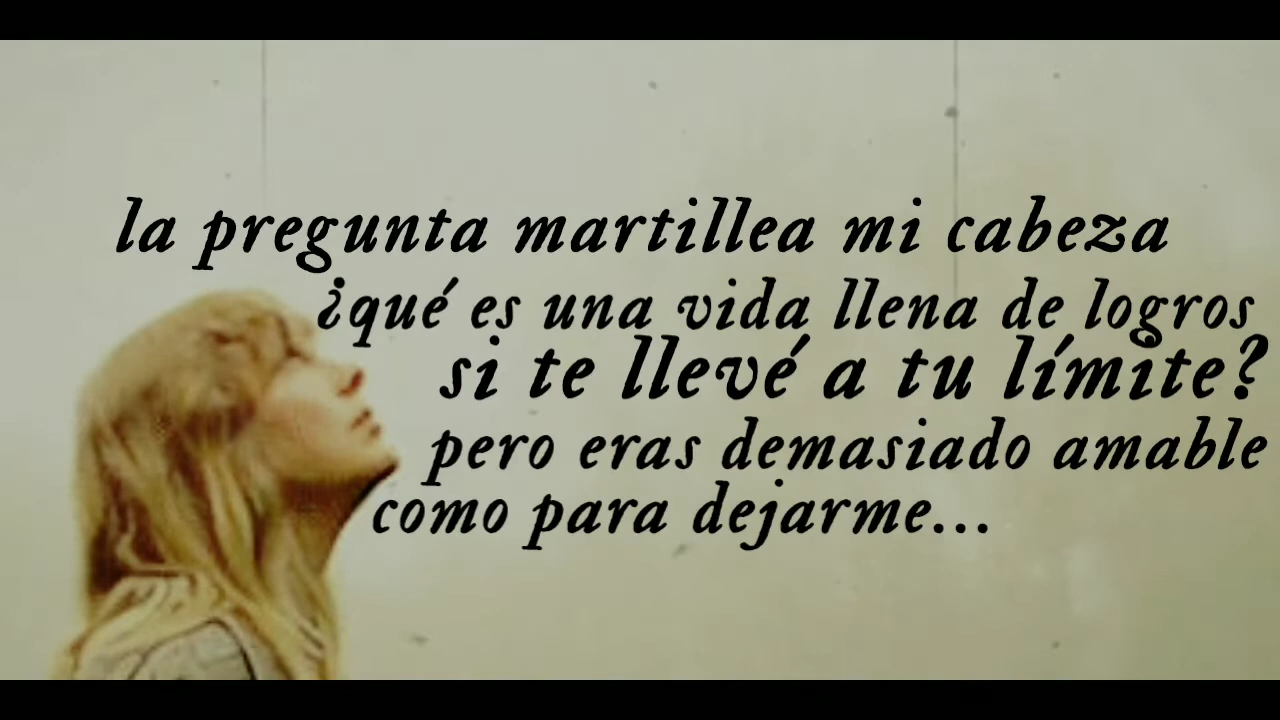 la pregunta martillea mi cabeza
¿qué es una vida llena de logros
si te llevé a tu límite?
pero eras demasiado amable
como para dejarme...